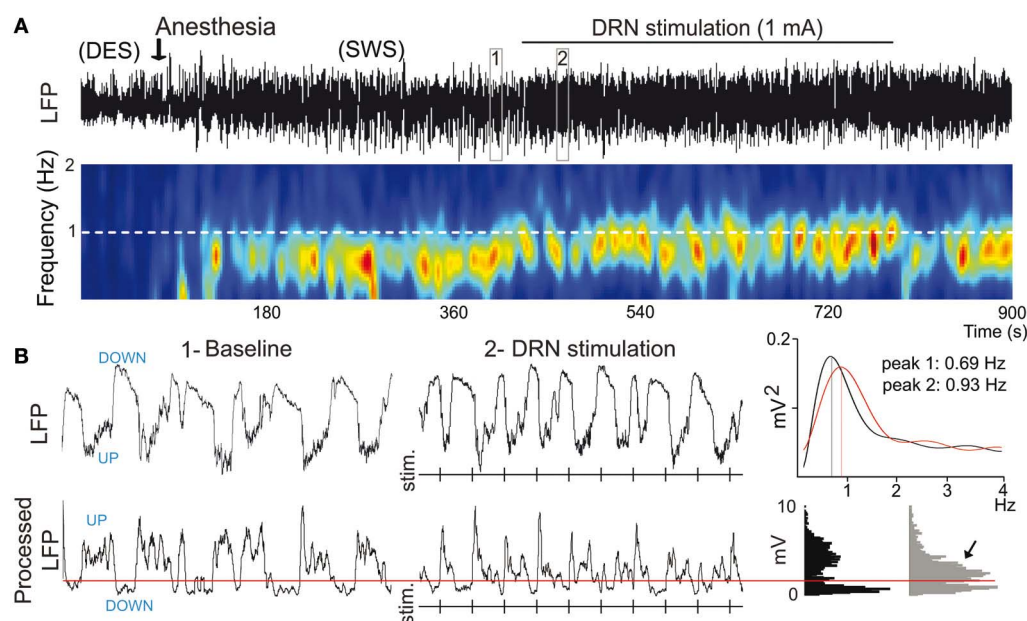 A
Anesthesia
DRN stimulation (1 mA)
(DES)
(SWS)
1
2
LFP
Frequency (Hz)
2
1
180
360
540
720
900
Time (s)
B
1- Baseline
2- DRN stimulation
DOWN
LFP
UP
stim.
0.2
mV2
peak 1: 0.69 Hz
peak 2: 0.93 Hz
1
2
3
4
Hz
Processed
LFP
UP
DOWN
stim.
10
mV
0